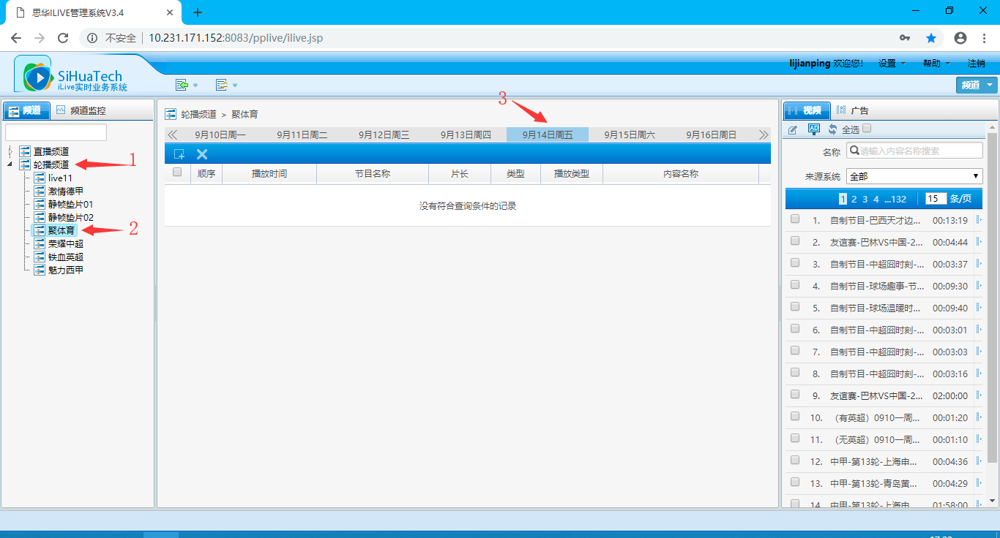 思华ILIVE管理系统V3.4
不安全 10.231.171.152:8083/pplive/ilive.jsp
SiHuaTech
iLive实时业务系统
lijianping 欢迎您! 设置 帮助 注销
频道
频道 频道监控
直播频道
轮播频道
live11
激情德甲
静帧垫片01
静帧垫片02
聚体育
荣耀中超
铁血英超
魅力西甲
1
2
3
轮播频道 > 聚体育
9月10日周一 9月11日周二 9月12日周三 9月13日周四 9月14日周五 9月15日周六 9月16日周日
顺序 播放时间 节目名称 片长 类型 播放类型 内容名称
没有符合查询条件的记录
视频 广告
AD 全选
名称 请输入内容名称搜索
来源系统 全部
1 2 3 4 ...132 15 条/页
1. 自制节目-巴西天才边... 00:13:19
2. 友谊赛-巴林VS中国-2... 00:04:44
3. 自制节目-中超囧时刻-... 00:03:37
4. 自制节目-球场趣事-节... 00:09:30
5. 自制节目-球场温暖时... 00:09:40
6. 自制节目-中超囧时刻-... 00:03:01
7. 自制节目-中超囧时刻-... 00:03:03
8. 自制节目-中超囧时刻-... 00:03:16
9. 友谊赛-巴林VS中国-2... 02:00:00
10. （有英超）0910一周... 00:01:20
11. （无英超）0910一周... 00:01:10
12. 中甲-第13轮-上海申... 00:04:36
13. 中甲-第13轮-青岛黄... 00:04:29
14. 中甲-第13轮-上海申... 01:58:00